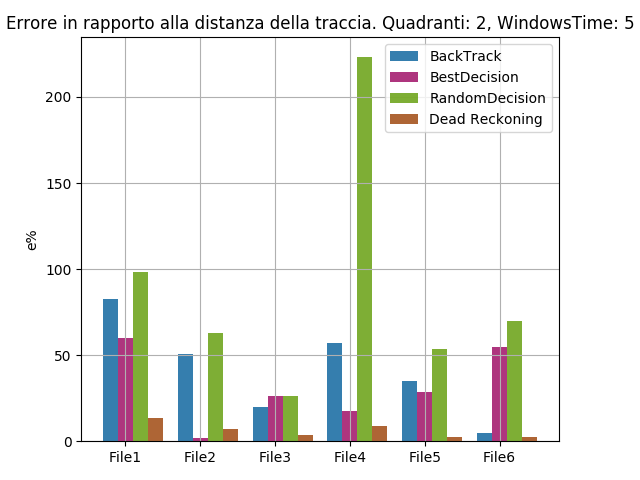 Errore in rapporto alla distanza della traccia. Quadranti: 2, WindowsTime: 5
BackTrack
BestDecision
RandomDecision
Dead Reckoning
e%
200
150
100
50
0
File1 File2 File3 File4 File5 File6